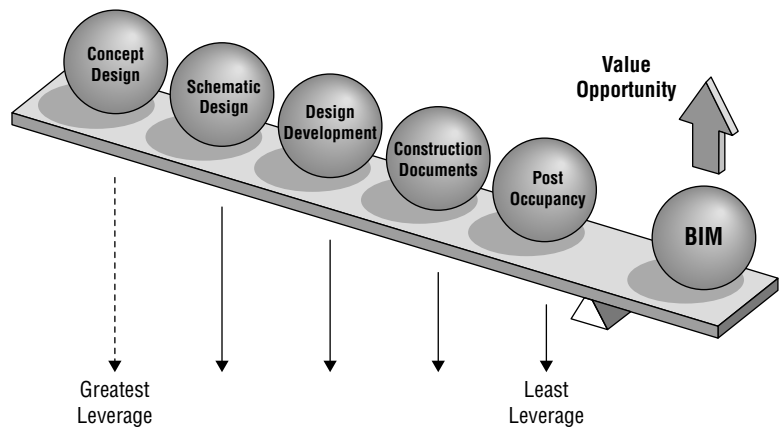 Concept
Design
Schematic
Design
Design
Development
Construction
Documents
Post
Occupancy
BIM
Value
Opportunity
Greatest
Leverage
Least
Leverage